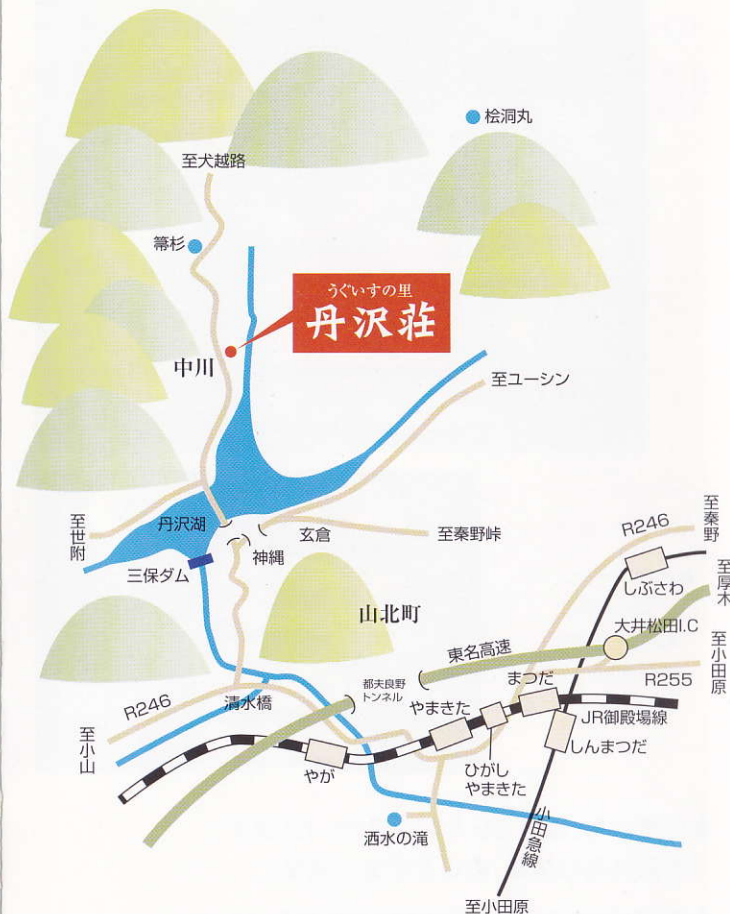 桧洞丸
至犬越路
箒杉
うぐいすの里
丹沢荘
中川
至ユーシン
至世附
丹沢湖
玄倉
至秦野峠
神縄
三保ダム
R246
至秦野
しぶさわ
至厚木
山北町
大井松田I.C
東名高速
至小田原
R255
都夫良野
トンネル
まつだ
やまきた
JR御殿場線
R246
清水橋
至小山
しんまつだ
やが
ひがし
やまきた
洒水の滝
小田急線
至小田原